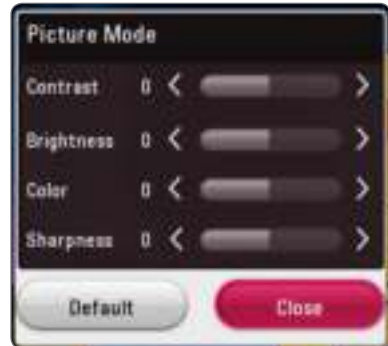 Picture Mode
Contrast 0
Brightness 0
Color 0
Sharpness 0
Default Close